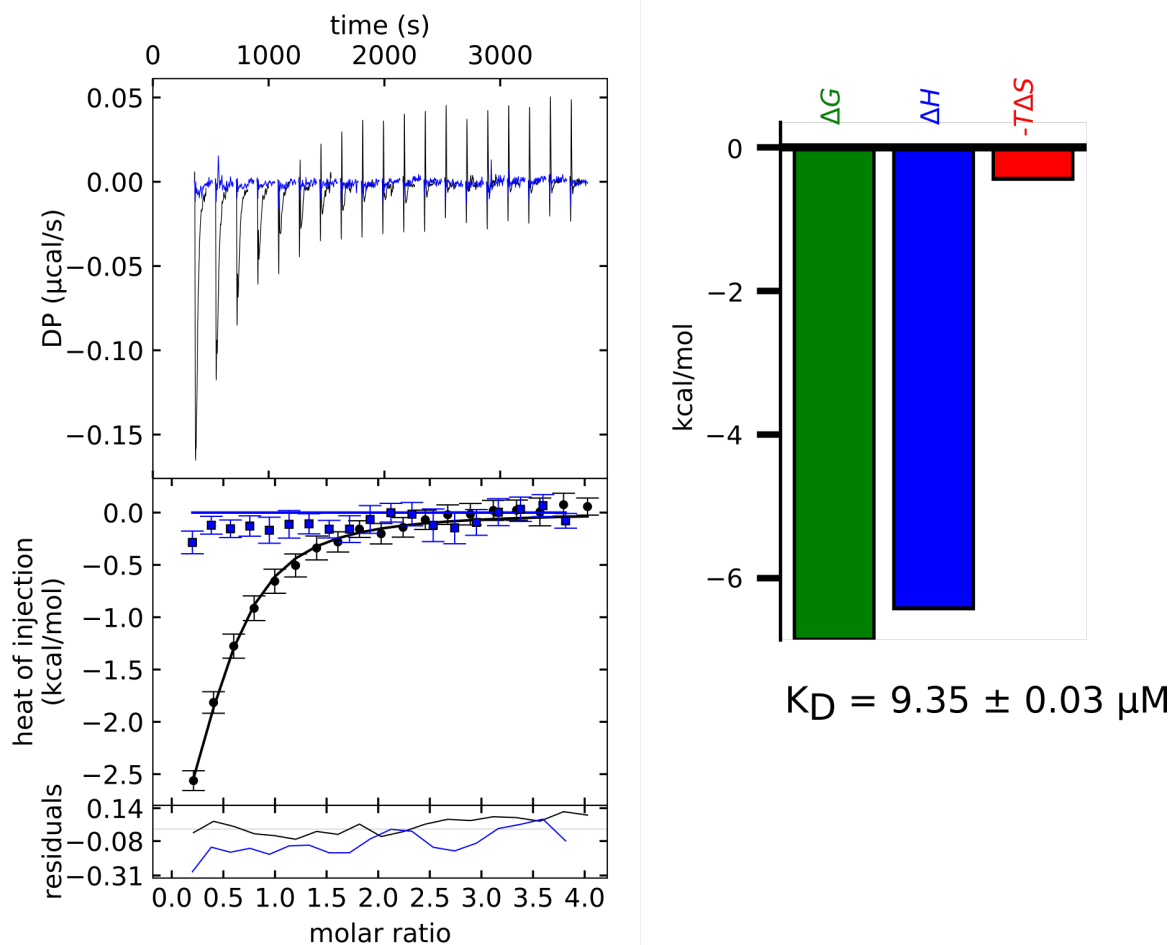 time (s)
0 1000 2000 3000
0.05
0.00
−0.05
−0.10
−0.15
DP (µcal/s)
0.0
−0.5
−1.0
−1.5
−2.0
−2.5
heat of injection
(kcal/mol)
0.14
−0.08
−0.31
residuals
0.0 0.5 1.0 1.5 2.0 2.5 3.0 3.5 4.0
molar ratio
ΔG ΔH -TΔS
0
−2
−4
−6
kcal/mol
KD = 9.35 ± 0.03 µM